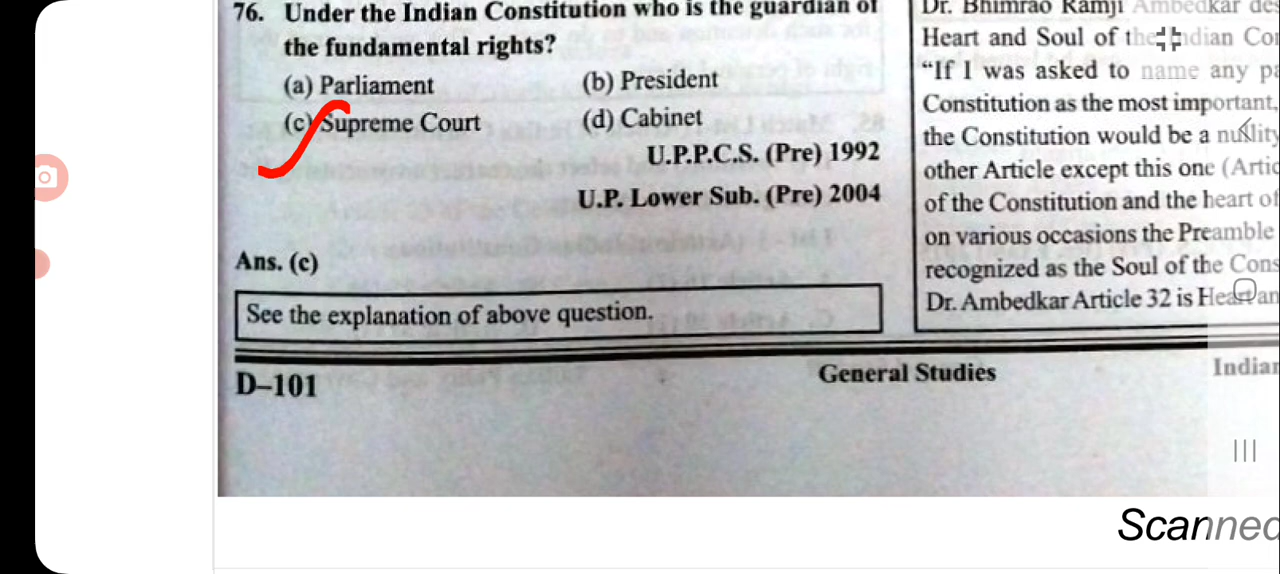 76. Under the Indian Constitution who is the guardian of
the fundamental rights?
(a) Parliament (b) President
(c) Supreme Court (d) Cabinet
U.P.P.C.S. (Pre) 1992
U.P. Lower Sub. (Pre) 2004
Ans. (c)
See the explanation of above question.
D–101
General Studies
Dr. Bhimrao Ramji Ambedkar
Heart and Soul of the Indian
“If I was asked to name any
Constitution as the most important,
the Constitution would be a nullity
other Article except this one
of the Constitution and the heart of
on various occasions the Preamble
recognized as the Soul of the
Dr. Ambedkar Article 32 is Heart
Scanned